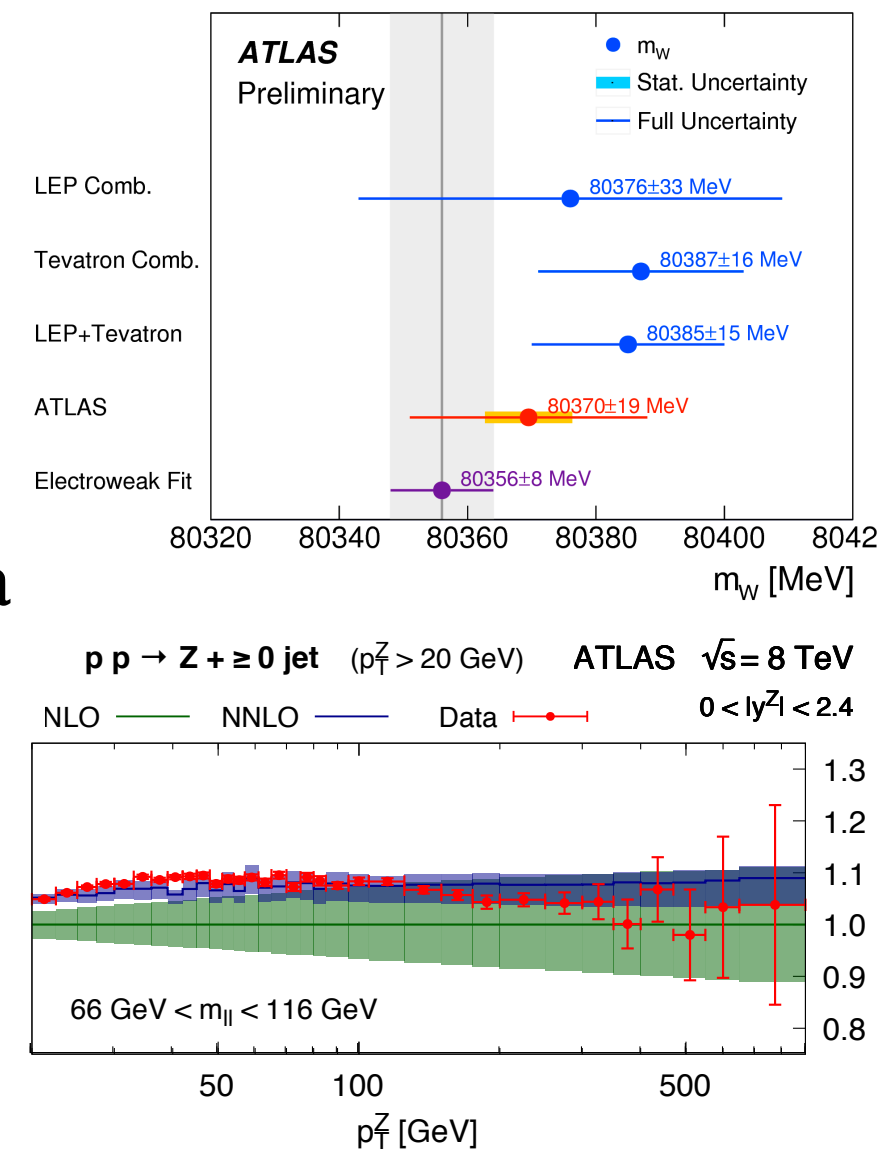 ATLAS
Preliminary
m_W
Stat. Uncertainty
Full Uncertainty
LEP Comb.
80376±33 MeV
Tevatron Comb.
80387±16 MeV
LEP+Tevatron
80385±15 MeV
ATLAS
80370±19 MeV
Electroweak Fit
80356±8 MeV
80320 80340 80360 80380 80400 8042
m_W [MeV]
a
p p → Z + ≥ 0 jet (p_T^Z > 20 GeV) ATLAS √s = 8 TeV
0 < |y^Z| < 2.4
NLO NNLO Data
1.3
1.2
1.1
1.0
0.9
0.8
66 GeV < m_ll < 116 GeV
50 100 500
p_T^Z [GeV]